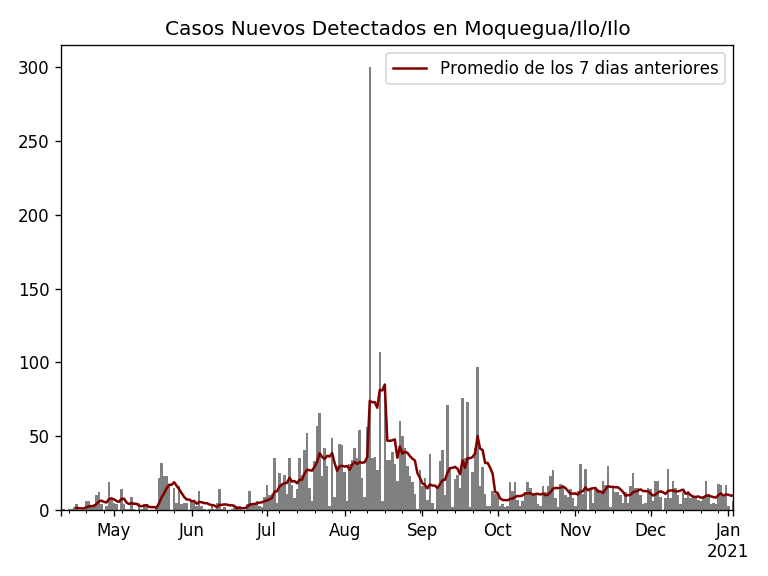 Casos Nuevos Detectados en Moquegua/Ilo/Ilo
Promedio de los 7 dias anteriores
300
250
200
150
100
50
0
May Jun Jul Aug Sep Oct Nov Dec Jan
2021